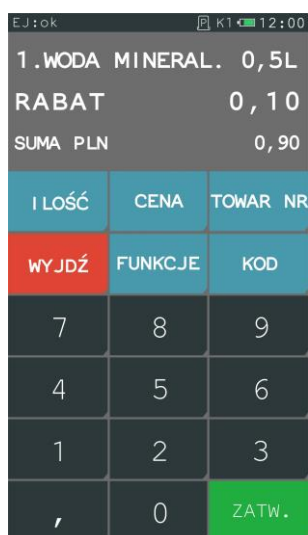 EJ:ok P K1 12:00
1.WODA MINERAL. 0,5L
RABAT 0,10
SUMA PLN 0,90
ILOŚĆ CENA TOWAR NR
WYJDŹ FUNKCJE KOD
7 8 9
4 5 6
1 2 3
, 0 ZATW.